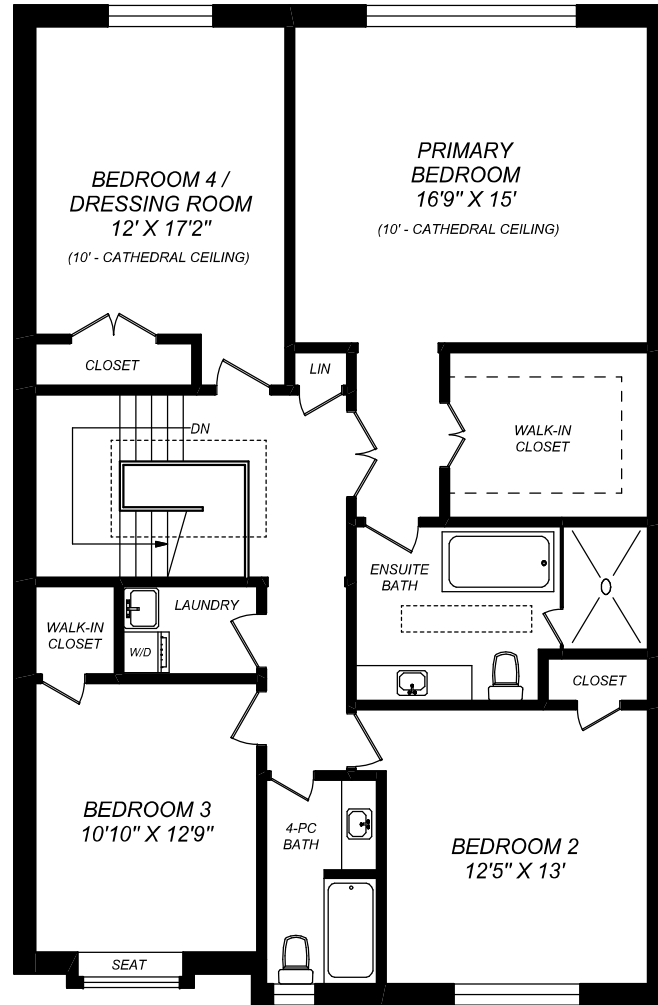 BEDROOM 4 /
DRESSING ROOM
12' X 17'2"
(10' - CATHEDRAL CEILING)
PRIMARY
BEDROOM
16'9" X 15'
(10' - CATHEDRAL CEILING)
CLOSET
LIN
DN
WALK-IN
CLOSET
ENSUITE
BATH
LAUNDRY
WALK-IN
CLOSET
W/D
CLOSET
BEDROOM 3
10'10" X 12'9"
4-PC
BATH
BEDROOM 2
12'5" X 13'
SEAT